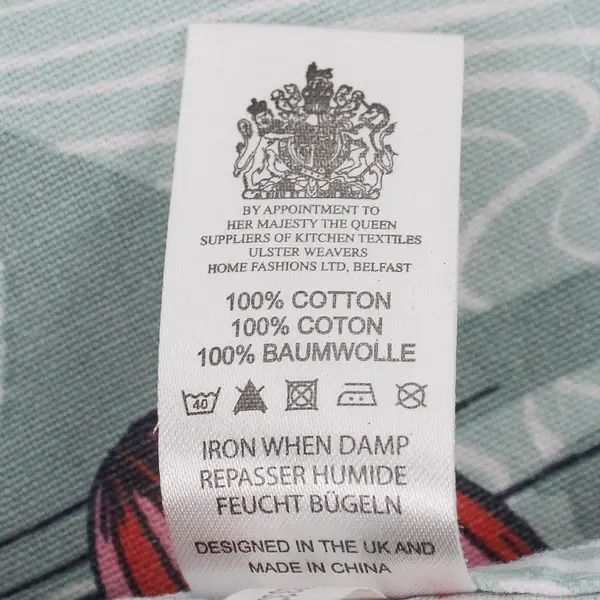 BY APPOINTMENT TO
HER MAJESTY THE QUEEN
SUPPLIERS OF KITCHEN TEXTILES
ULSTER WEAVERS
HOME FASHIONS LTD, BELFAST
100% COTTON
100% COTON
100% BAUMWOLLE
40
IRON WHEN DAMP
REPASSER HUMIDE
FEUCHT BÜGELN
DESIGNED IN THE UK AND
MADE IN CHINA